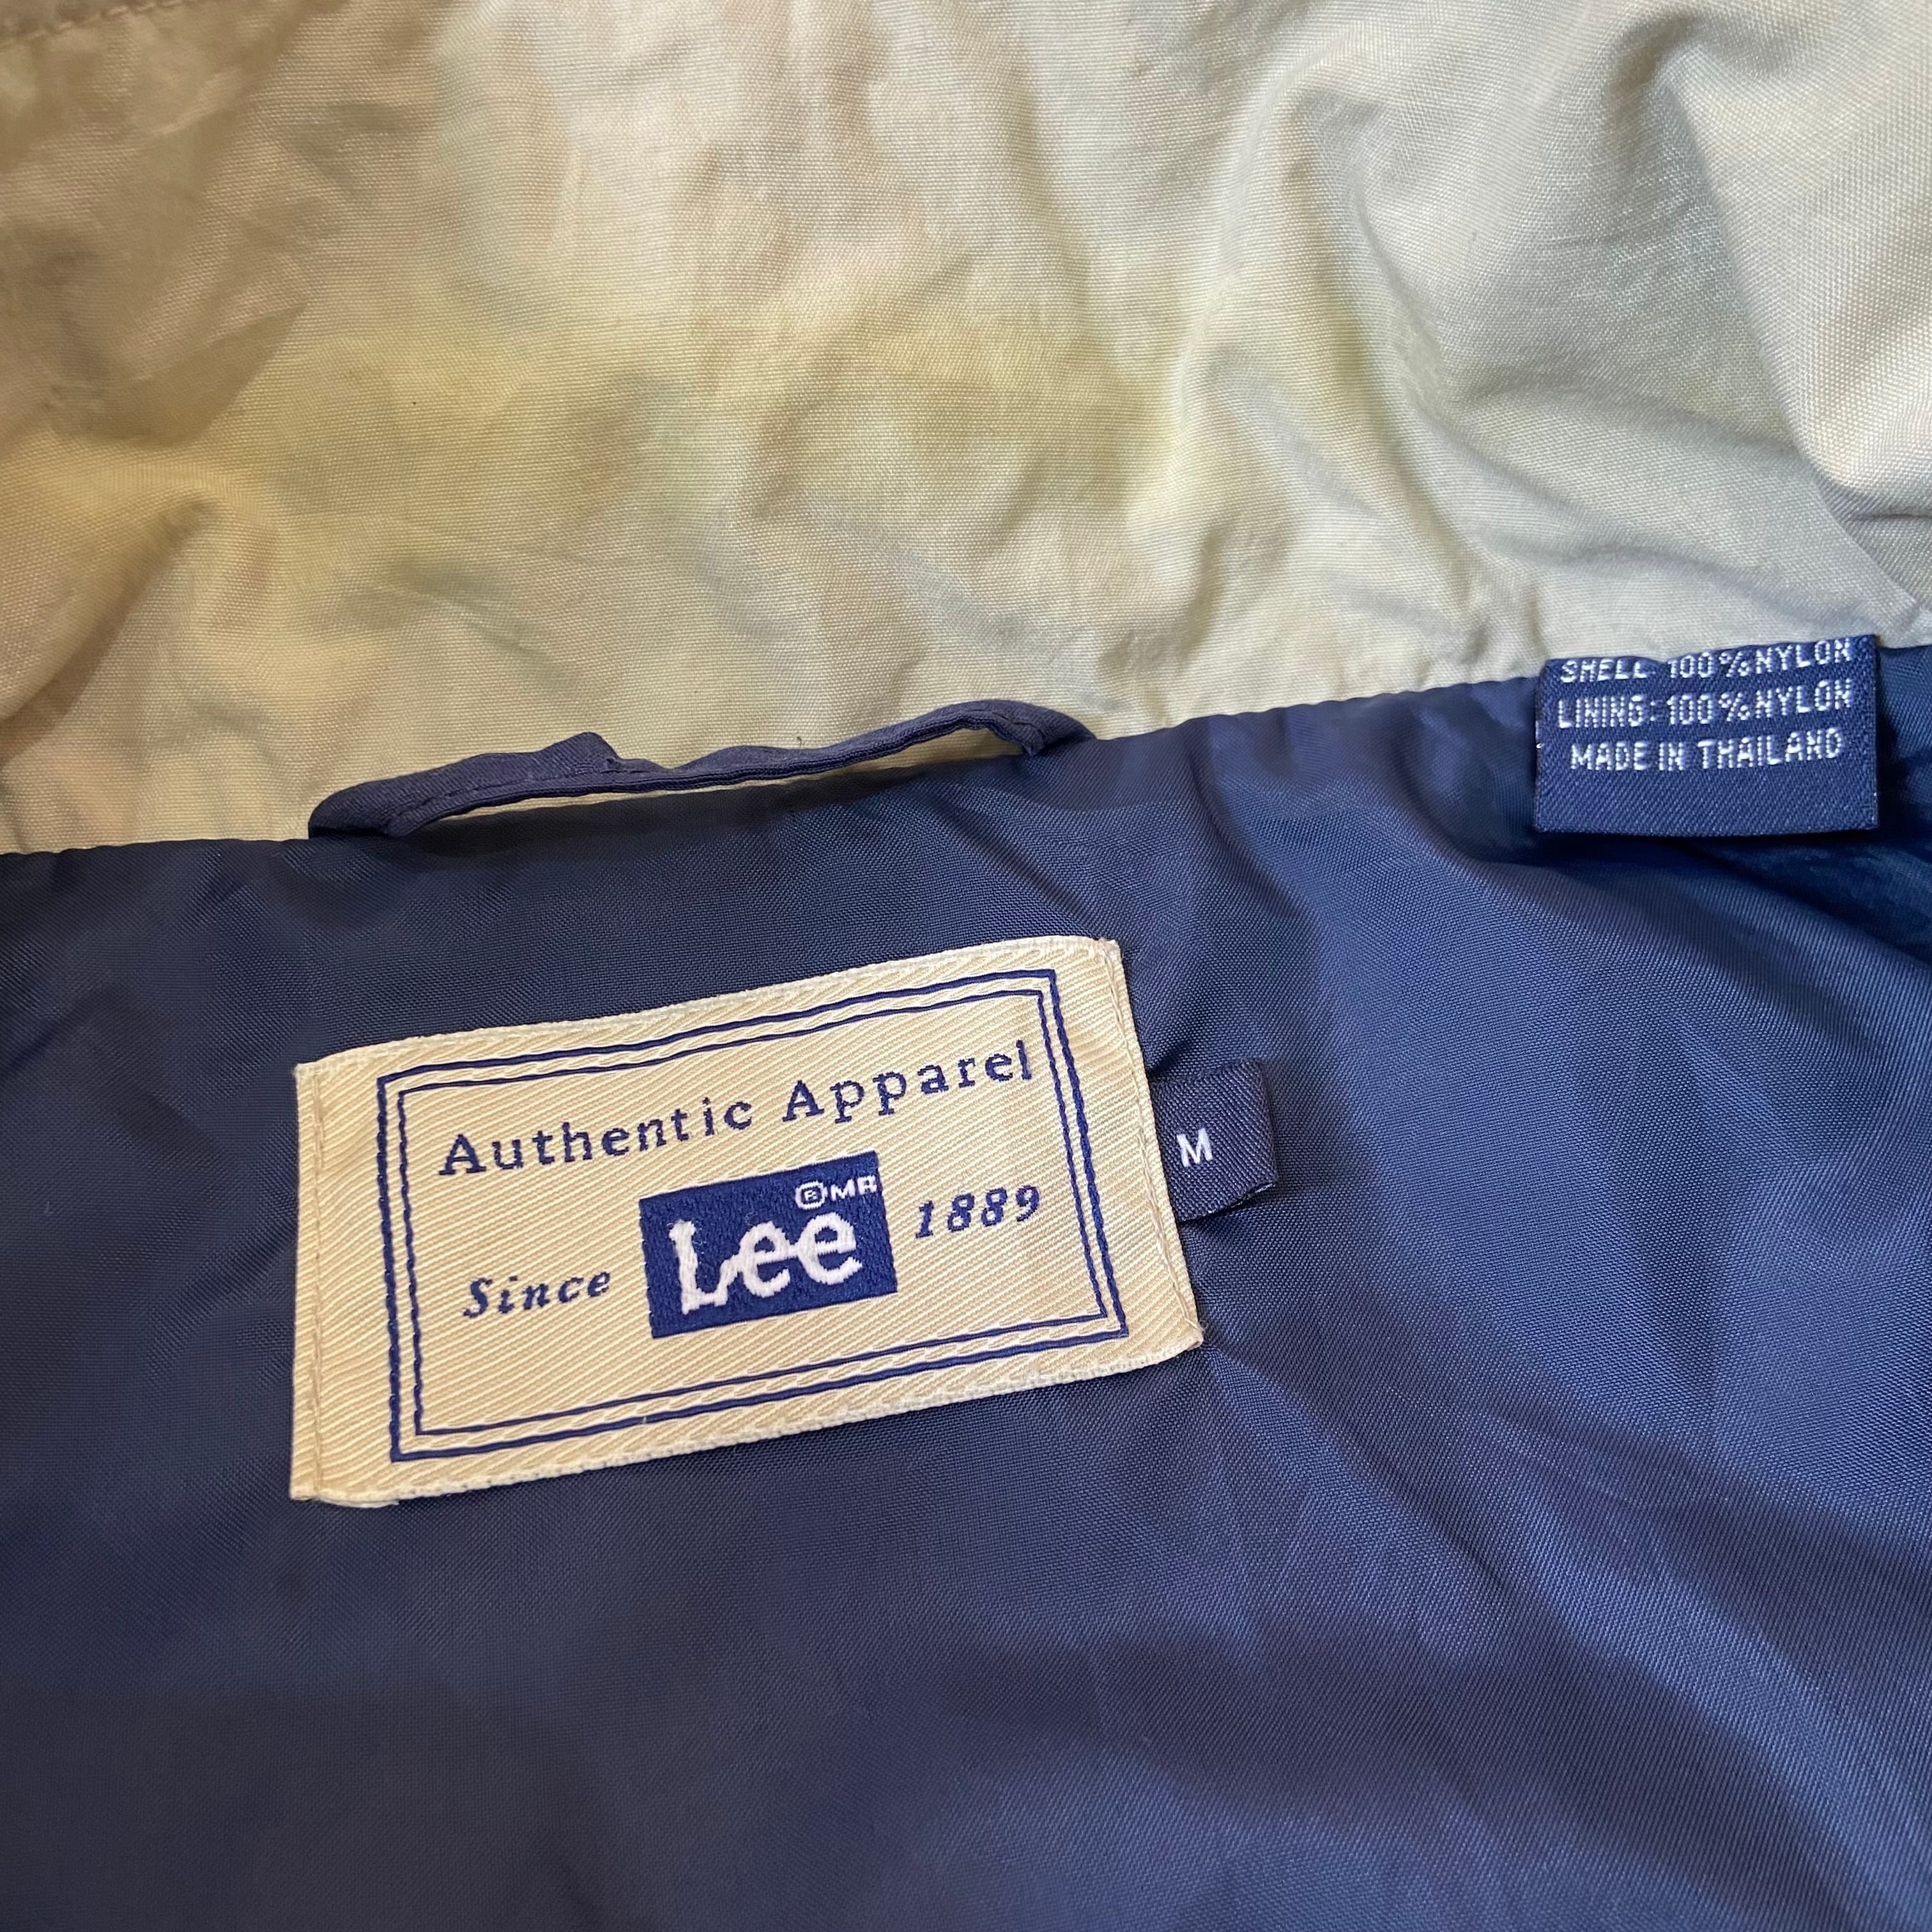 SHELL 100%NYLON
LINING: 100%NYLON
MADE IN THAILAND
Authentic Apparel
Since Lee ®MR 1889
M